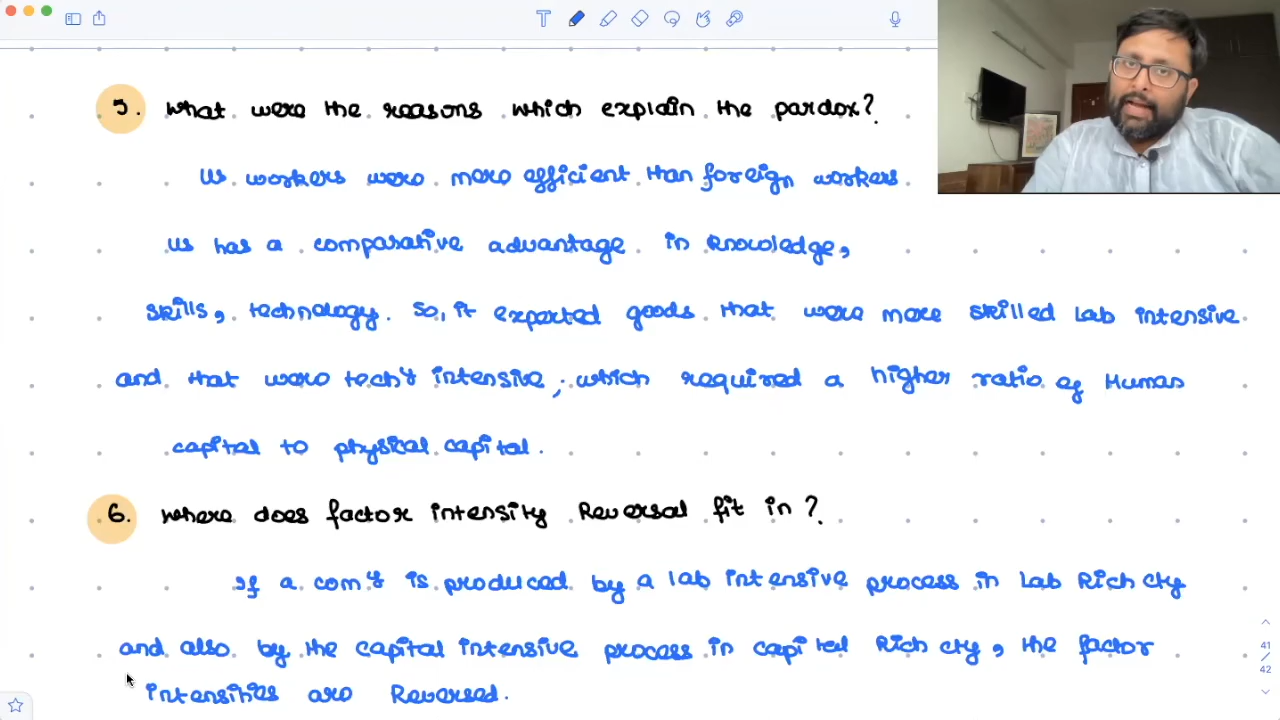 5. What were the reasons which explain the pardox?
US workers were more efficient than foreign workers
US has a comparative advantage in knowledge,
skills, technology. So, it exported goods that were more skilled Lab intensive
and that were tech'y intensive; which required a higher ratio of Human
capital to physical capital.
6. Where does factor intensity Reversal fit in?
If a com'y is produced by a lab intensive process in Lab Rich cty
and also by the capital intensive process in capital Rich cty, the factor
intensities are Reversed.
41
/
42